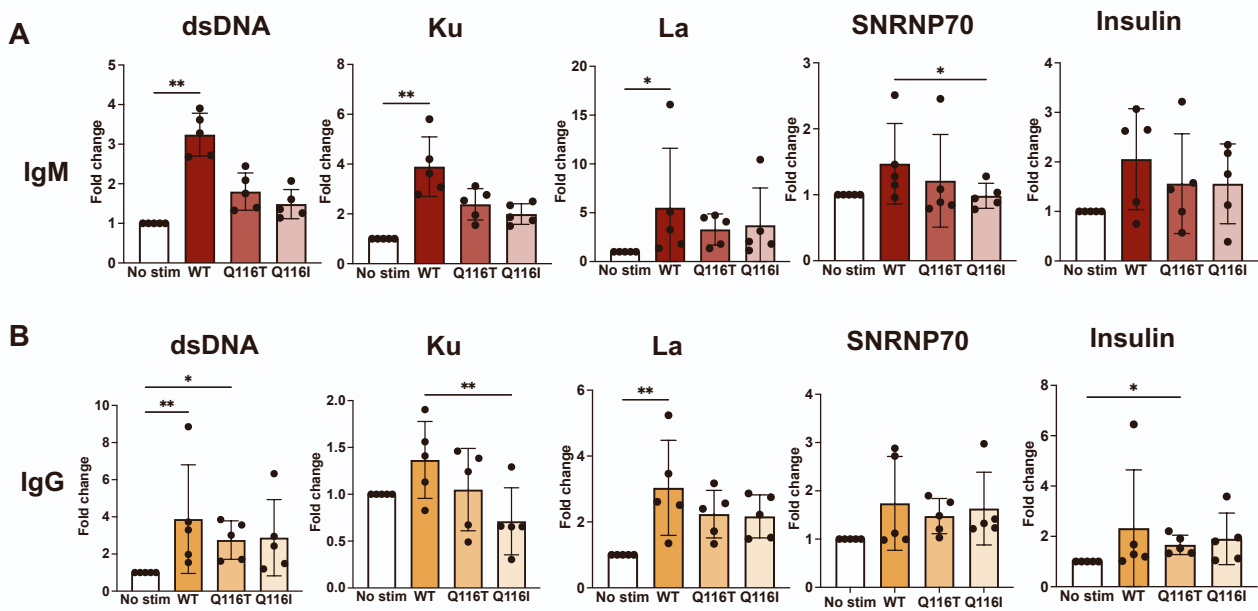 A
dsDNA
Ku
La
SNRNP70
Insulin
IgM
Fold change
5
4
3
2
1
0
**
No stim WT Q116T Q116I
Fold change
8
6
4
2
0
**
No stim WT Q116T Q116I
Fold change
20
15
10
5
0
*
No stim WT Q116T Q116I
Fold change
3
2
1
0
*
No stim WT Q116T Q116I
Fold change
4
3
2
1
0
No stim WT Q116T Q116I
B
dsDNA
Ku
La
SNRNP70
Insulin
IgG
Fold change
10
8
6
4
2
0
*
**
No stim WT Q116T Q116I
Fold change
2.0
1.5
1.0
0.5
0.0
**
No stim WT Q116T Q116I
Fold change
6
4
2
0
**
No stim WT Q116T Q116I
Fold change
4
3
2
1
0
No stim WT Q116T Q116I
Fold change
8
6
4
2
0
*
No stim WT Q116T Q116I